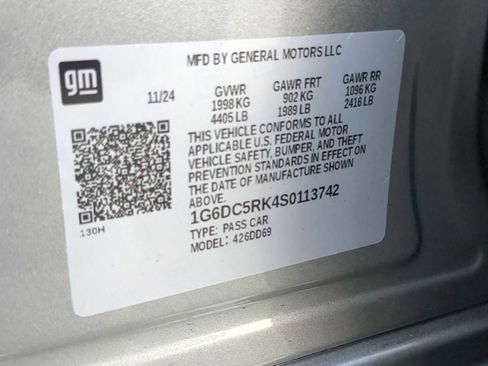 MFD BY GENERAL MOTORS LLC
gm
11/24 GVWR GAWR FRT GAWR RR
1998 KG 902 KG 1096 KG
4405 LB 1989 LB 2416 LB
THIS VEHICLE CONFORMS TO ALL
APPLICABLE U.S. FEDERAL MOTOR
VEHICLE SAFETY, BUMPER, AND THEFT
PREVENTION STANDARDS IN EFFECT ON
THE DATE OF MANUFACTURE SHOWN
ABOVE.
1G6DC5RK4S0113742
130H
TYPE: PASS CAR
MODEL: 426DD69